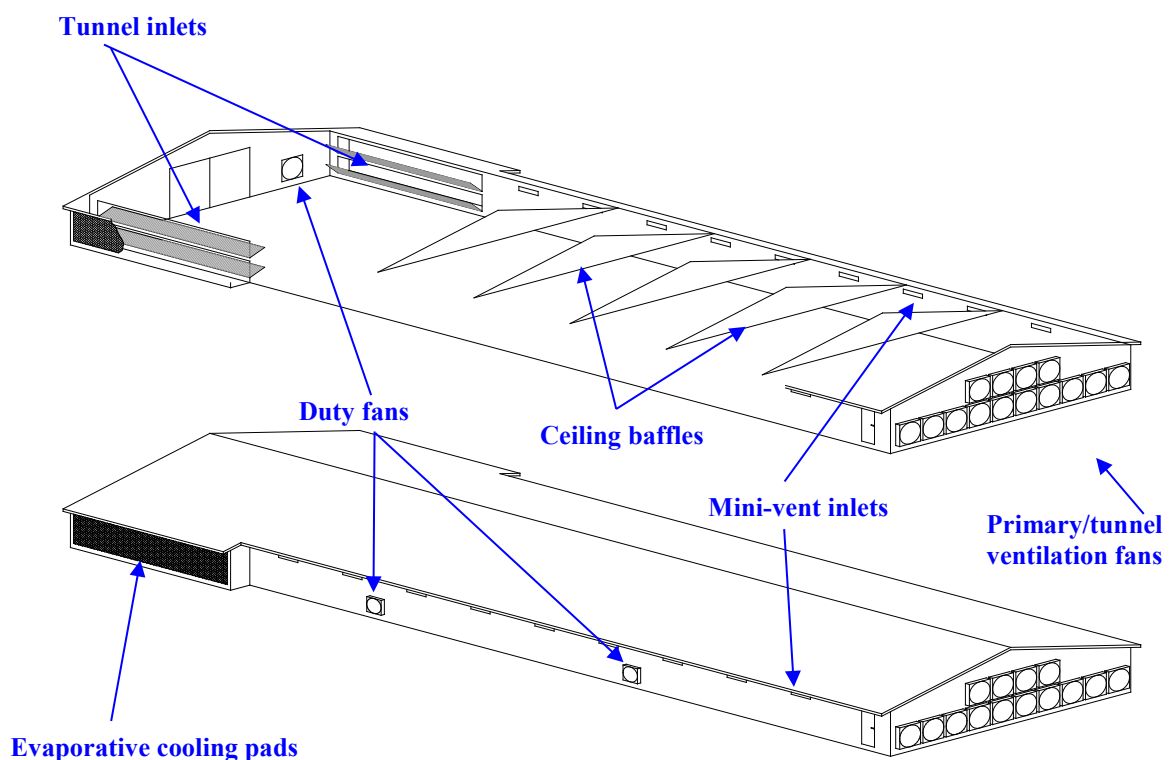 Tunnel inlets
Duty fans
Ceiling baffles
Mini-vent inlets
Primary/tunnel
ventilation fans
Evaporative cooling pads